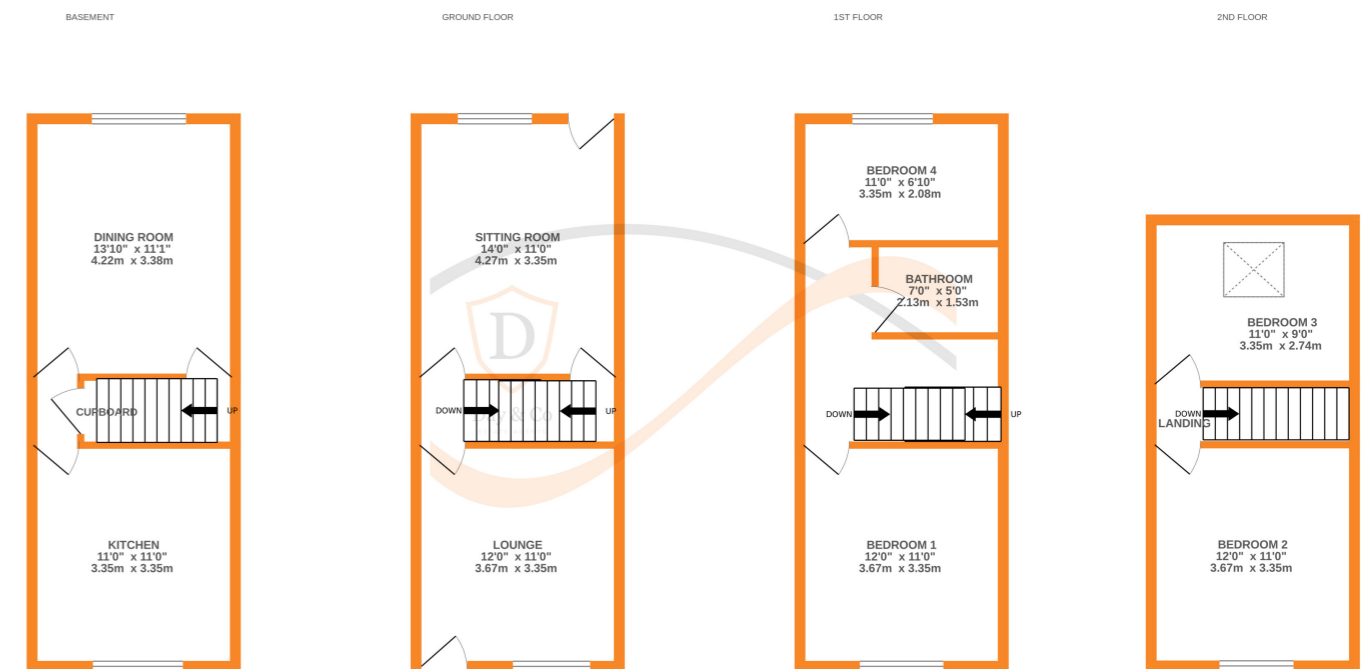 BASEMENT
GROUND FLOOR
1ST FLOOR
2ND FLOOR
DINING ROOM
13'10" x 11'1"
4.22m x 3.38m
CUPBOARD
UP
KITCHEN
11'0" x 11'0"
3.35m x 3.35m
SITTING ROOM
14'0" x 11'0"
4.27m x 3.35m
D
DOWN
UP
Day & Co
LOUNGE
12'0" x 11'0"
3.67m x 3.35m
BEDROOM 4
11'0" x 6'10"
3.35m x 2.08m
BATHROOM
7'0" x 5'0"
2.13m x 1.53m
DOWN
UP
BEDROOM 1
12'0" x 11'0"
3.67m x 3.35m
BEDROOM 3
11'0" x 9'0"
3.35m x 2.74m
DOWN
LANDING
BEDROOM 2
12'0" x 11'0"
3.67m x 3.35m